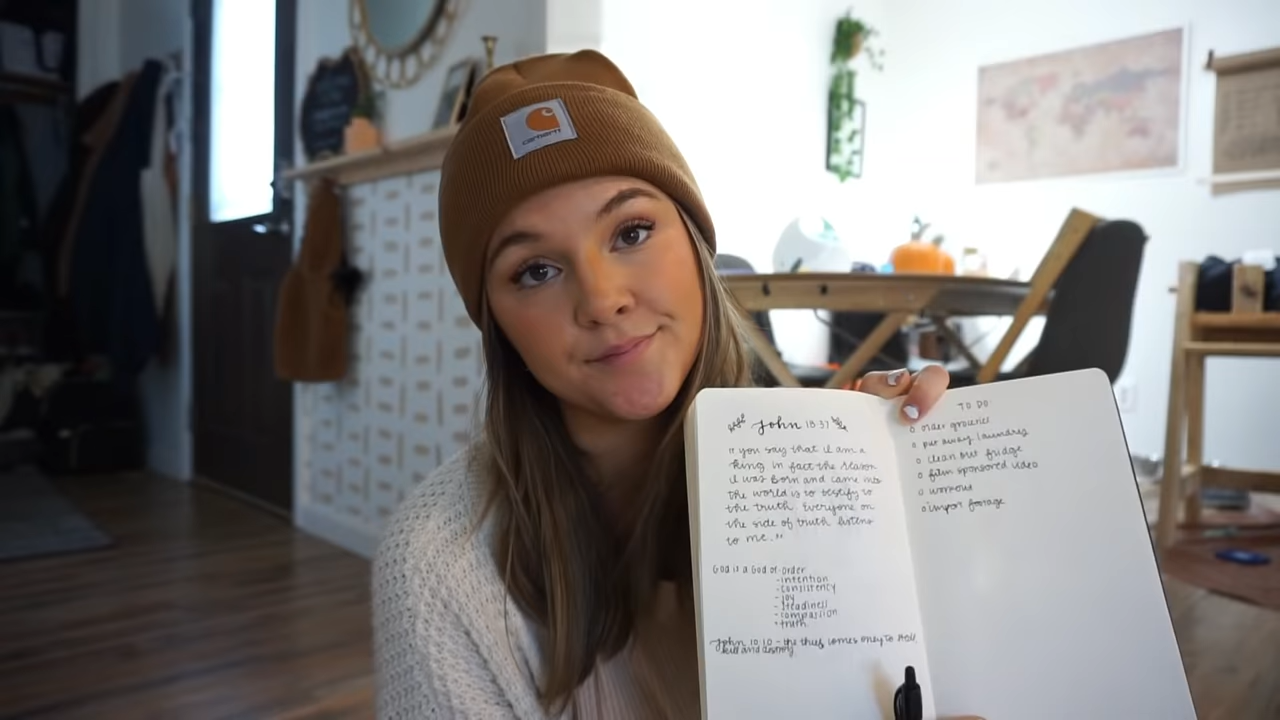 carhartt
John 18:37
"you say that I am a
king in fact the reason
I was born and came into
the world is to testify to
the truth. Everyone on
the side of truth listens
to me."
God is a God of order
-intention
-consistency
-joy
-steadiness
-compassion
-truth
John 10:10 - the thief comes only to steal,
kill and destroy
TO DO
o order groceries
o put away laundry
o clean out fridge
o film sponsored video
o workout
o import footage